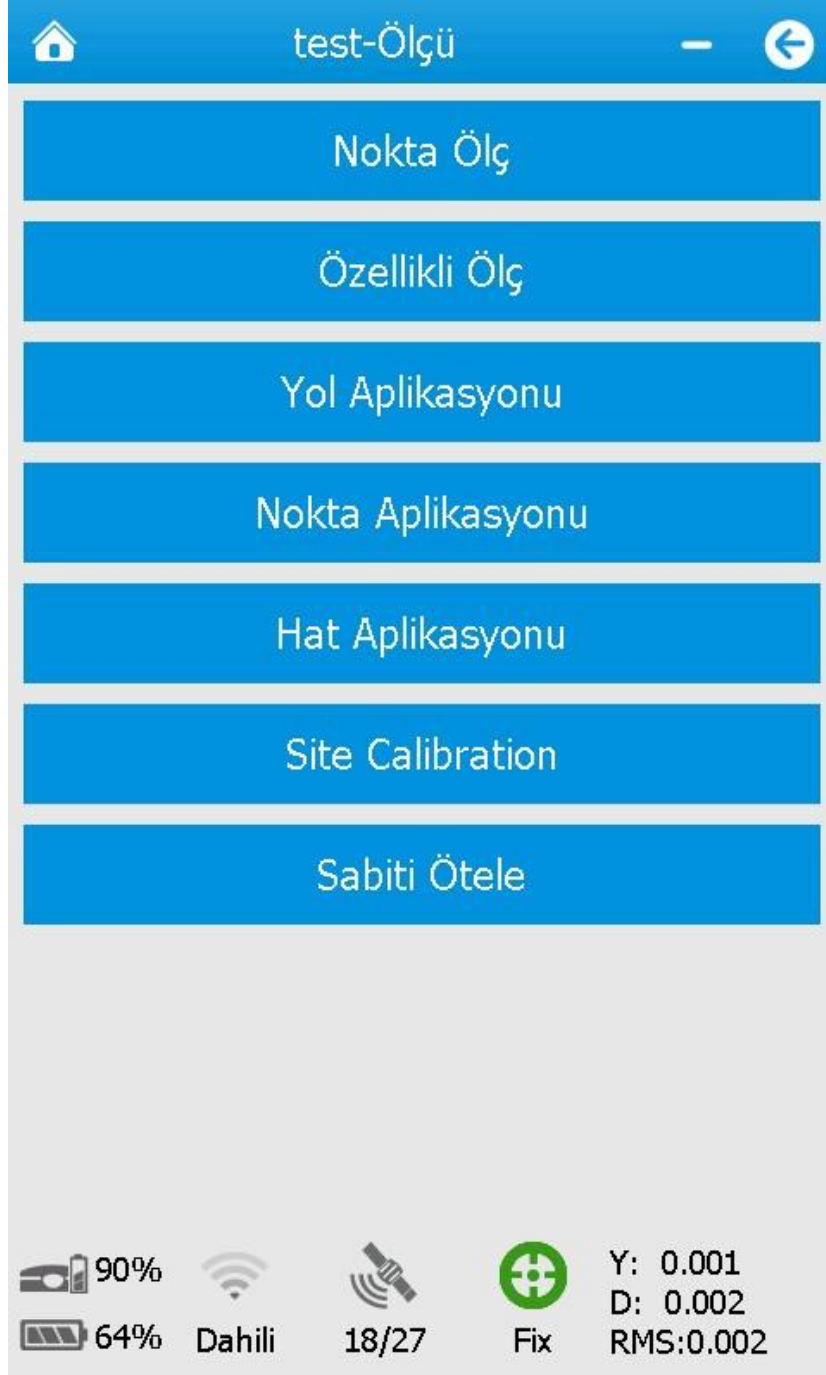 test-Ölçü
Nokta Ölç
Özellikli Ölç
Yol Aplikasyonu
Nokta Aplikasyonu
Hat Aplikasyonu
Site Calibration
Sabiti Ötele
90%
64%
Dahili
18/27
Fix
Y: 0.001
D: 0.002
RMS:0.002